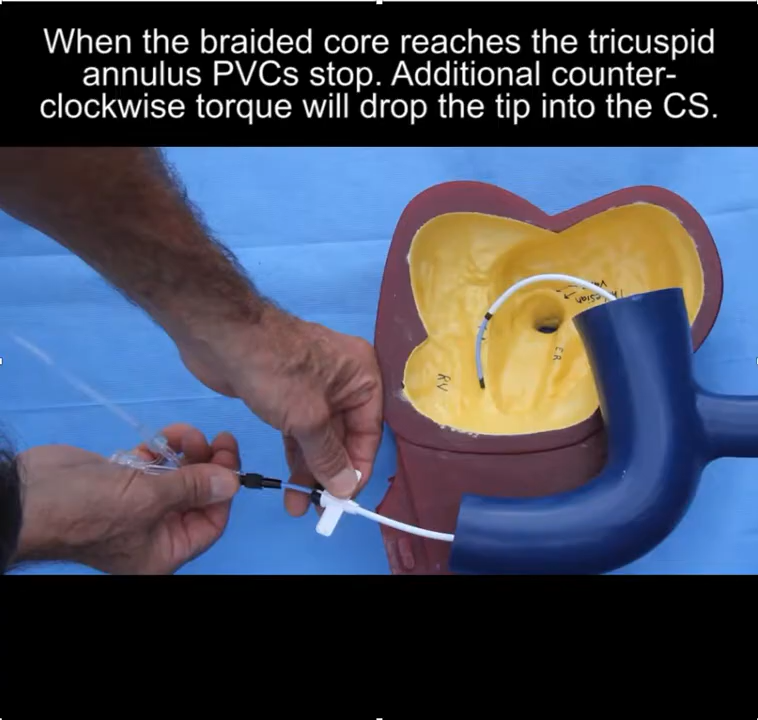 When the braided core reaches the tricuspid
annulus PVCs stop. Additional counter-
clockwise torque will drop the tip into the CS.
ER
RV